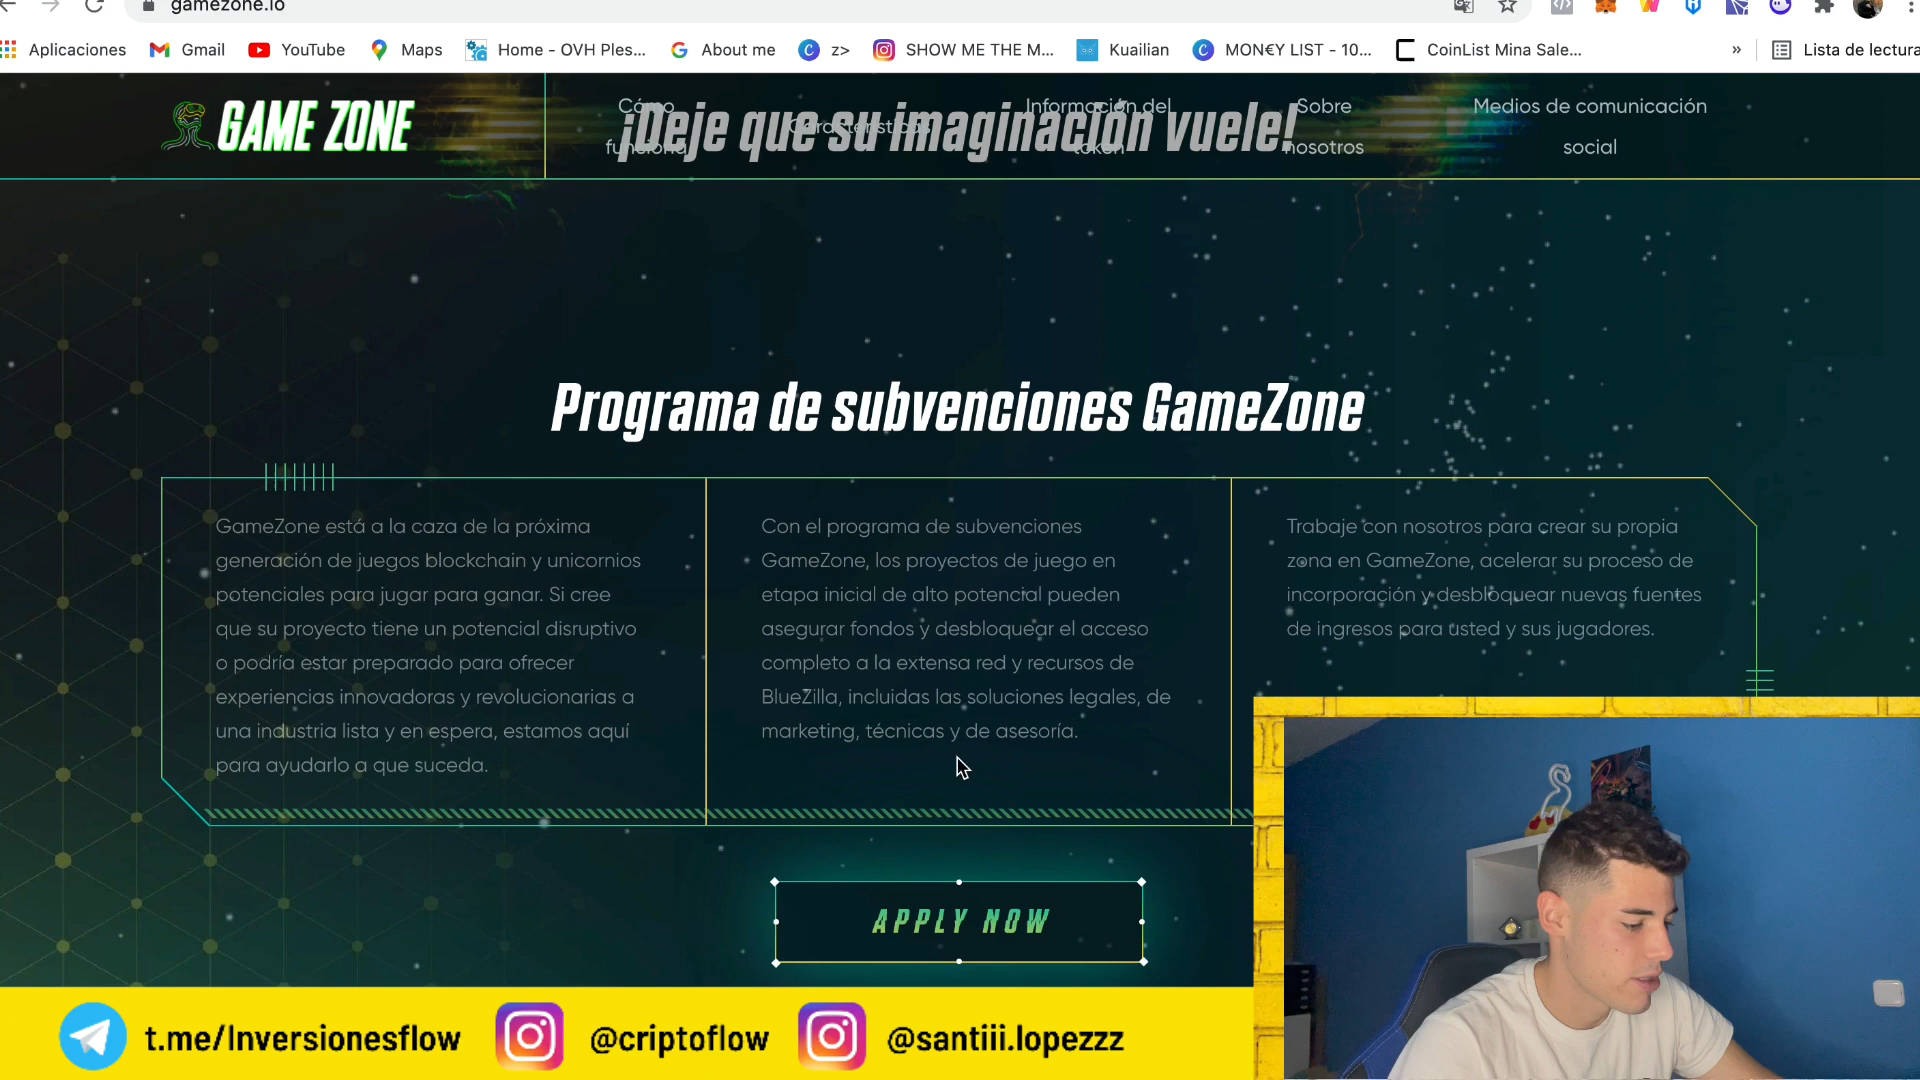 gamezone.io
Aplicaciones Gmail YouTube Maps Home - OVH Ples... About me z> SHOW ME THE M... Kuailian MON€Y LIST - 10... CoinList Mina Sale... » Lista de lectura
GAME ZONE
Cómo funciona
Características
Información del token
Sobre nosotros
Medios de comunicación social
¡Deje que su imaginación vuele!
Programa de subvenciones GameZone
GameZone está a la caza de la próxima
generación de juegos blockchain y unicornios
potenciales para jugar para ganar. Si cree
que su proyecto tiene un potencial disruptivo
o podría estar preparado para ofrecer
experiencias innovadoras y revolucionarias a
una industria lista y en espera, estamos aquí
para ayudarlo a que suceda.
Con el programa de subvenciones
GameZone, los proyectos de juego en
etapa inicial de alto potencial pueden
asegurar fondos y desbloquear el acceso
completo a la extensa red y recursos de
BlueZilla, incluidas las soluciones legales, de
marketing, técnicas y de asesoría.
Trabaje con nosotros para crear su propia
zona en GameZone, acelerar su proceso de
incorporación y desbloquear nuevas fuentes
de ingresos para usted y sus jugadores.
APPLY NOW
t.me/Inversionesflow @criptoflow @santiii.lopezzz